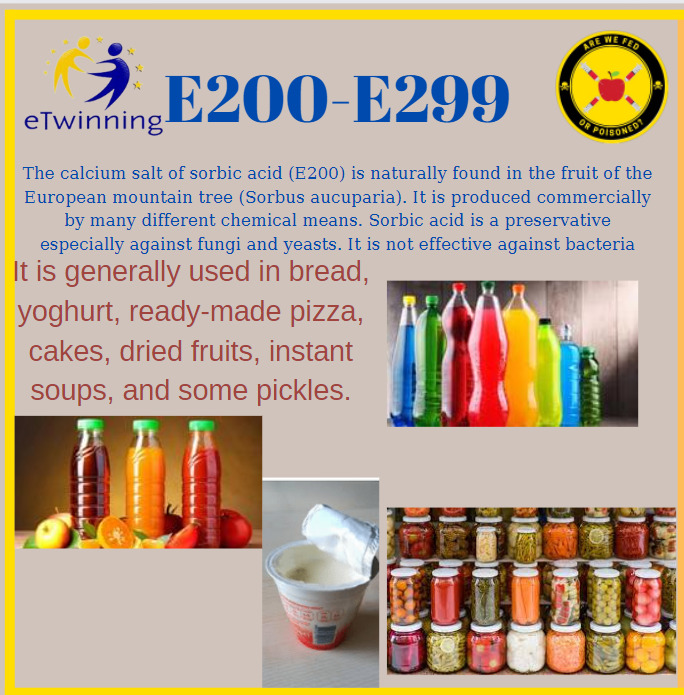 eTwinning
E200-E299
ARE WE FED
OR POISONED?
The calcium salt of sorbic acid (E200) is naturally found in the fruit of the
European mountain tree (Sorbus aucuparia). It is produced commercially
by many different chemical means. Sorbic acid is a preservative
especially against fungi and yeasts. It is not effective against bacteria
It is generally used in bread,
yoghurt, ready-made pizza,
cakes, dried fruits, instant
soups, and some pickles.